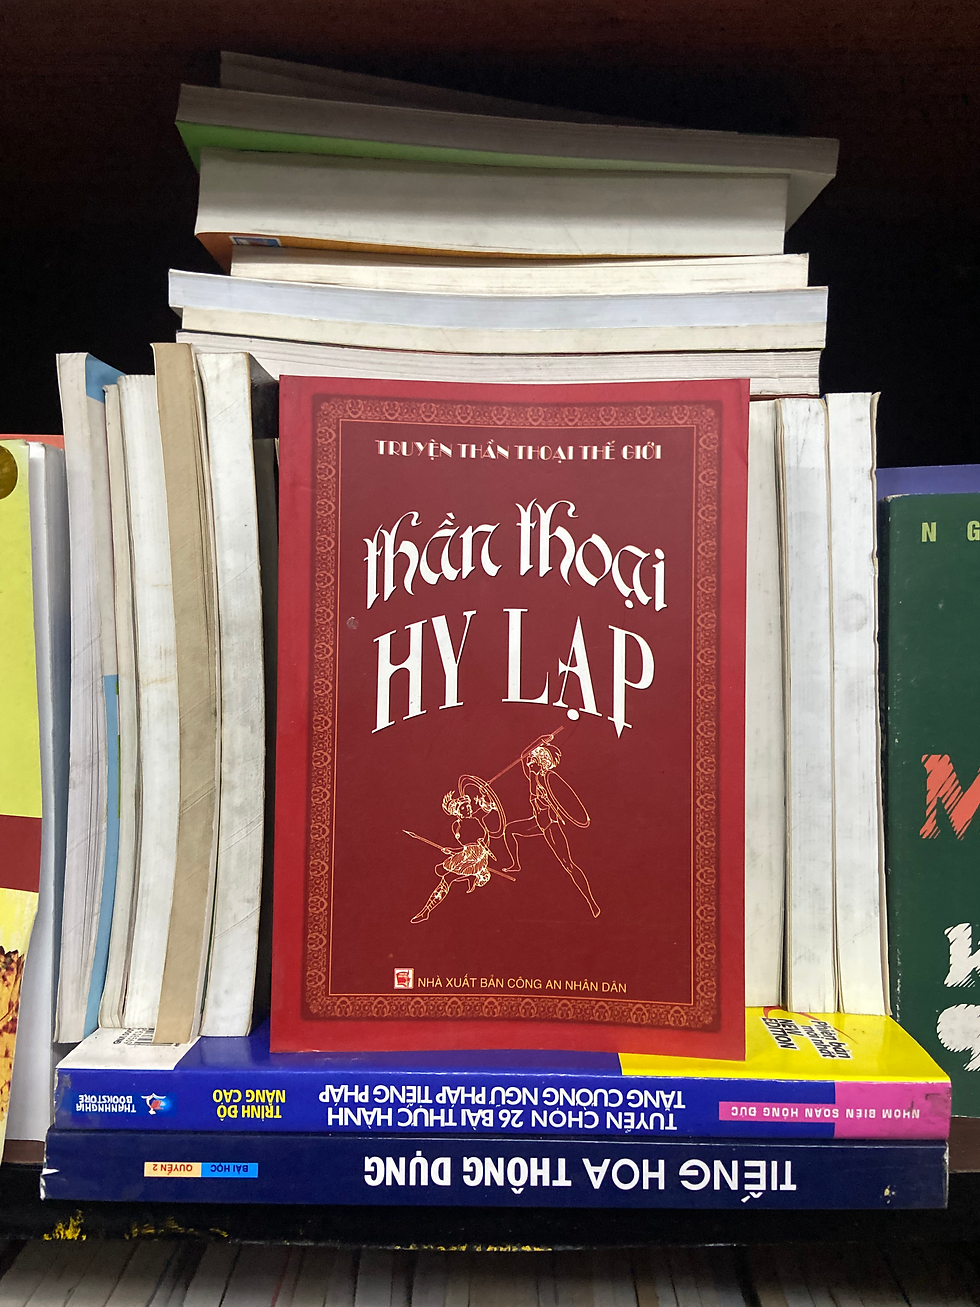 TRUYỆN THẦN THOẠI THẾ GIỚI
thần thoại
HY LẠP
NHÀ XUẤT BẢN CÔNG AN NHÂN DÂN
N G
THANHNGHIA
BOOKSTORE
TRÌNH ĐỘ
NÂNG CAO
TUYỂN CHỌN 26 BÀI THỰC HÀNH
TĂNG CƯỜNG NGỮ PHÁP TIẾNG PHÁP
NHÓM BIÊN SOẠN HỒNG ĐỨC
TIẾNG HOA THÔNG DỤNG
BÀI HỌC
QUYỂN 2